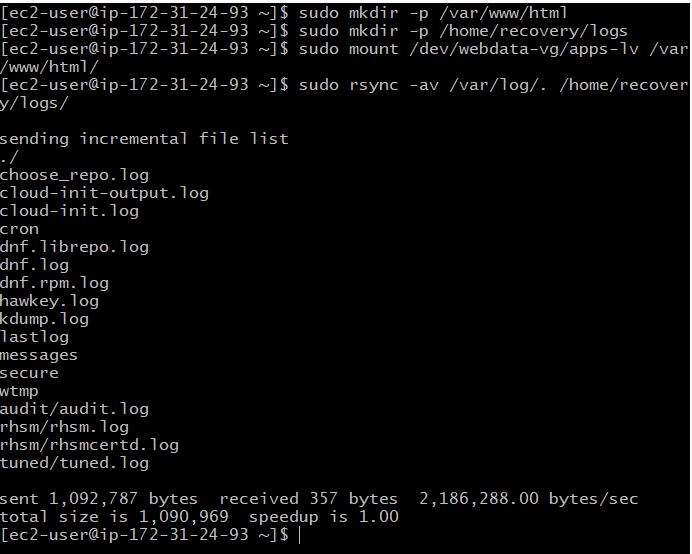 [ec2-user@ip-172-31-24-93 ~]$ sudo mkdir -p /var/www/html
[ec2-user@ip-172-31-24-93 ~]$ sudo mkdir -p /home/recovery/logs
[ec2-user@ip-172-31-24-93 ~]$ sudo mount /dev/webdata-vg/apps-lv /var
/www/html/
[ec2-user@ip-172-31-24-93 ~]$ sudo rsync -av /var/log/. /home/recover
y/logs/
sending incremental file list
./
choose_repo.log
cloud-init-output.log
cloud-init.log
cron
dnf.librepo.log
dnf.log
dnf.rpm.log
hawkey.log
kdump.log
lastlog
messages
secure
wtmp
audit/audit.log
rhsm/rhsm.log
rhsm/rhsmcertd.log
tuned/tuned.log
sent 1,092,787 bytes  received 357 bytes  2,186,288.00 bytes/sec
total size is 1,090,969  speedup is 1.00
[ec2-user@ip-172-31-24-93 ~]$